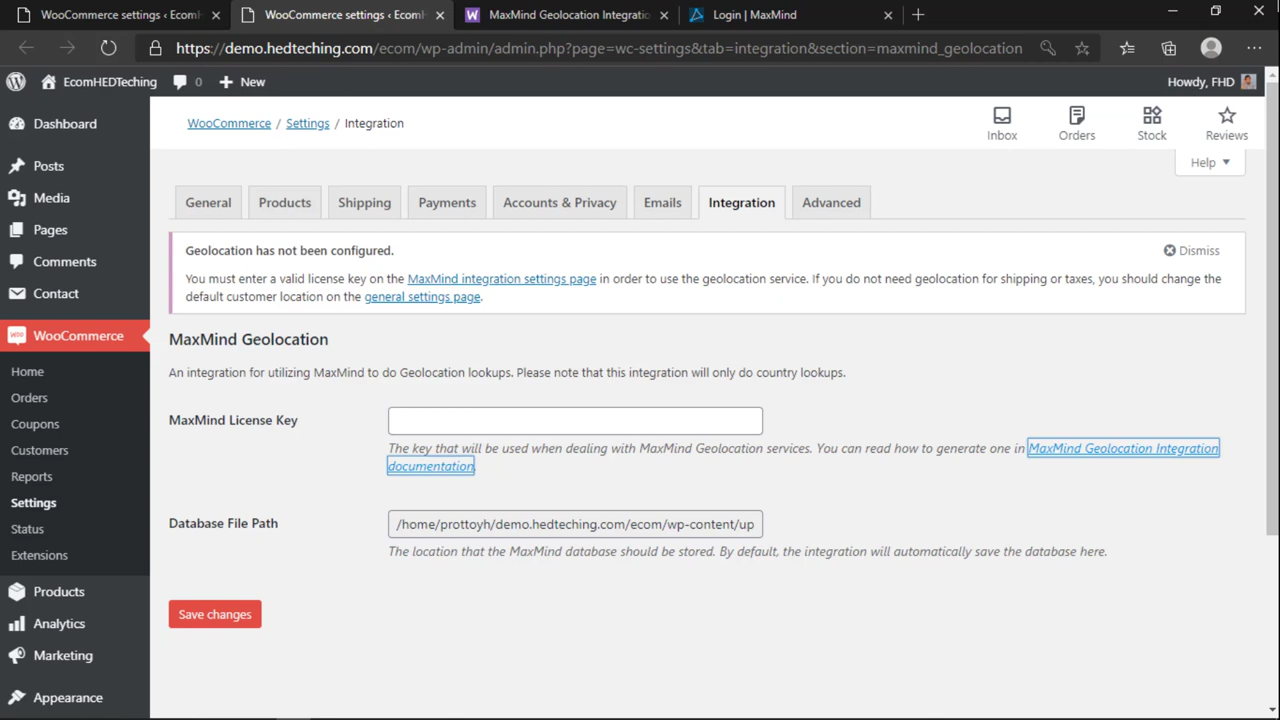 WooCommerce settings ‹ EcomH
WooCommerce settings ‹ EcomH
MaxMind Geolocation Integratio
Login | MaxMind
https://demo.hedteching.com/ecom/wp-admin/admin.php?page=wc-settings&tab=integration&section=maxmind_geolocation
EcomHEDTeching
0
New
Howdy, FHD
Dashboard
Posts
Media
Pages
Comments
Contact
WooCommerce
Home
Orders
Coupons
Customers
Reports
Settings
Status
Extensions
Products
Analytics
Marketing
Appearance
WooCommerce / Settings / Integration
Inbox
Orders
Stock
Reviews
Help
General
Products
Shipping
Payments
Accounts & Privacy
Emails
Integration
Advanced
Geolocation has not been configured.
Dismiss
You must enter a valid license key on the MaxMind integration settings page in order to use the geolocation service. If you do not need geolocation for shipping or taxes, you should change the
default customer location on the general settings page.
MaxMind Geolocation
An integration for utilizing MaxMind to do Geolocation lookups. Please note that this integration will only do country lookups.
MaxMind License Key
The key that will be used when dealing with MaxMind Geolocation services. You can read how to generate one in MaxMind Geolocation Integration
documentation.
Database File Path
/home/prottoyh/demo.hedteching.com/ecom/wp-content/up
The location that the MaxMind database should be stored. By default, the integration will automatically save the database here.
Save changes